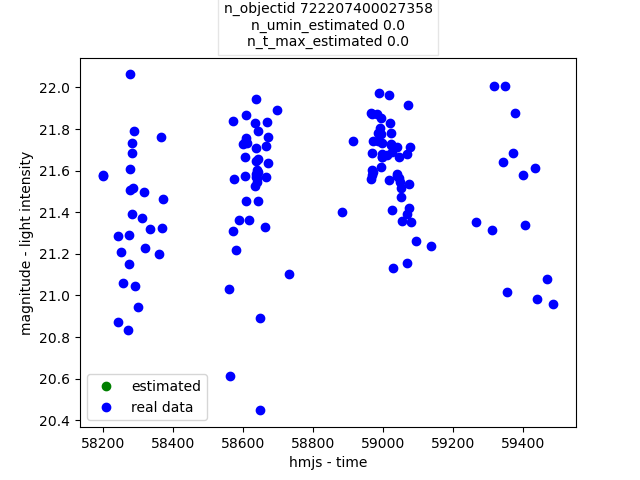 n_objectid 722207400027358
n_umin_estimated 0.0
n_t_max_estimated 0.0
22.0
21.8
21.6
21.4
21.2
21.0
20.8
20.6
20.4
magnitude - light intensity
estimated
real data
58200 58400 58600 58800 59000 59200 59400
hmjs - time